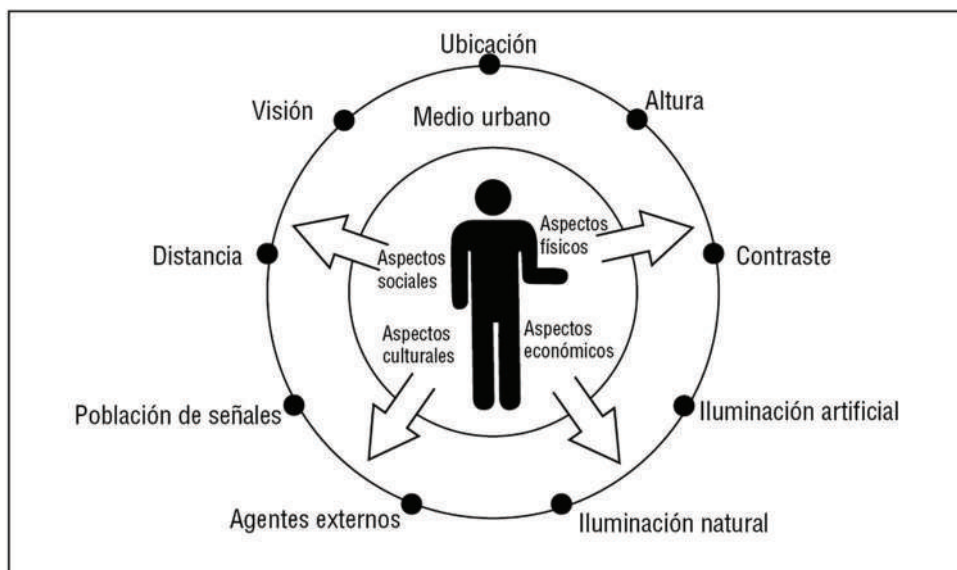 Ubicación
Visión
Altura
Medio urbano
Aspectos
físicos
Distancia
Aspectos
sociales
Contraste
Aspectos
culturales
Aspectos
económicos
Población de señales
Iluminación artificial
Agentes externos
Iluminación natural